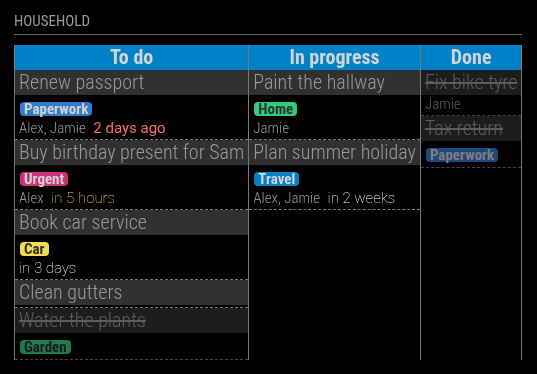 HOUSEHOLD
To do
Renew passport
Paperwork
Alex, Jamie 2 days ago
Buy birthday present for Sam
Urgent
Alex in 5 hours
Book car service
Car
in 3 days
Clean gutters
Water the plants
Garden
In progress
Paint the hallway
Home
Jamie
Plan summer holiday
Travel
Alex, Jamie in 2 weeks
Done
Fix bike tyre
Jamie
Tax return
Paperwork